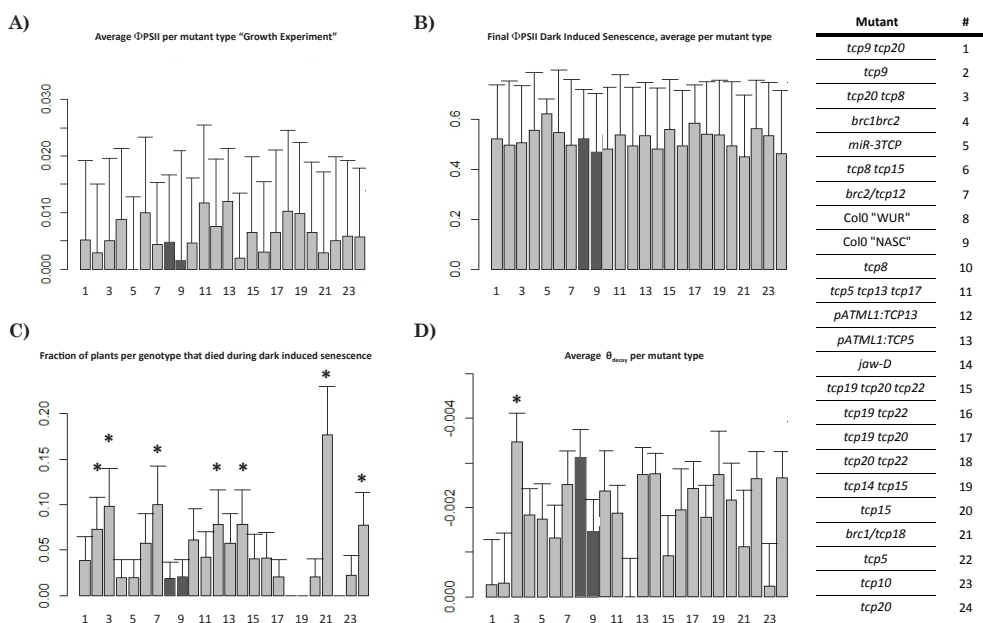 A)
Average ΦPSII per mutant type “Growth Experiment”
0.030
0.020
0.010
0.000
1 3 5 7 9 11 13 15 17 19 21 23
B)
Final ΦPSII Dark Induced Senescence, average per mutant type
0.6
0.4
0.2
0.0
1 3 5 7 9 11 13 15 17 19 21 23
C)
Fraction of plants per genotype that died during dark induced senescence
0.20
0.15
0.10
0.05
0.00
* * * * * * * *
1 3 5 7 9 11 13 15 17 19 21 23
D)
Average θdecay per mutant type
-0.004
-0.002
0.000
*
1 3 5 7 9 11 13 15 17 19 21 23
Mutant #
tcp9 tcp20 1
tcp9 2
tcp20 tcp8 3
brc1brc2 4
miR-3TCP 5
tcp8 tcp15 6
brc2/tcp12 7
Col0 "WUR" 8
Col0 "NASC" 9
tcp8 10
tcp5 tcp13 tcp17 11
pATML1:TCP13 12
pATML1:TCP5 13
jaw-D 14
tcp19 tcp20 tcp22 15
tcp19 tcp22 16
tcp19 tcp20 17
tcp20 tcp22 18
tcp14 tcp15 19
tcp15 20
brc1/tcp18 21
tcp5 22
tcp10 23
tcp20 24